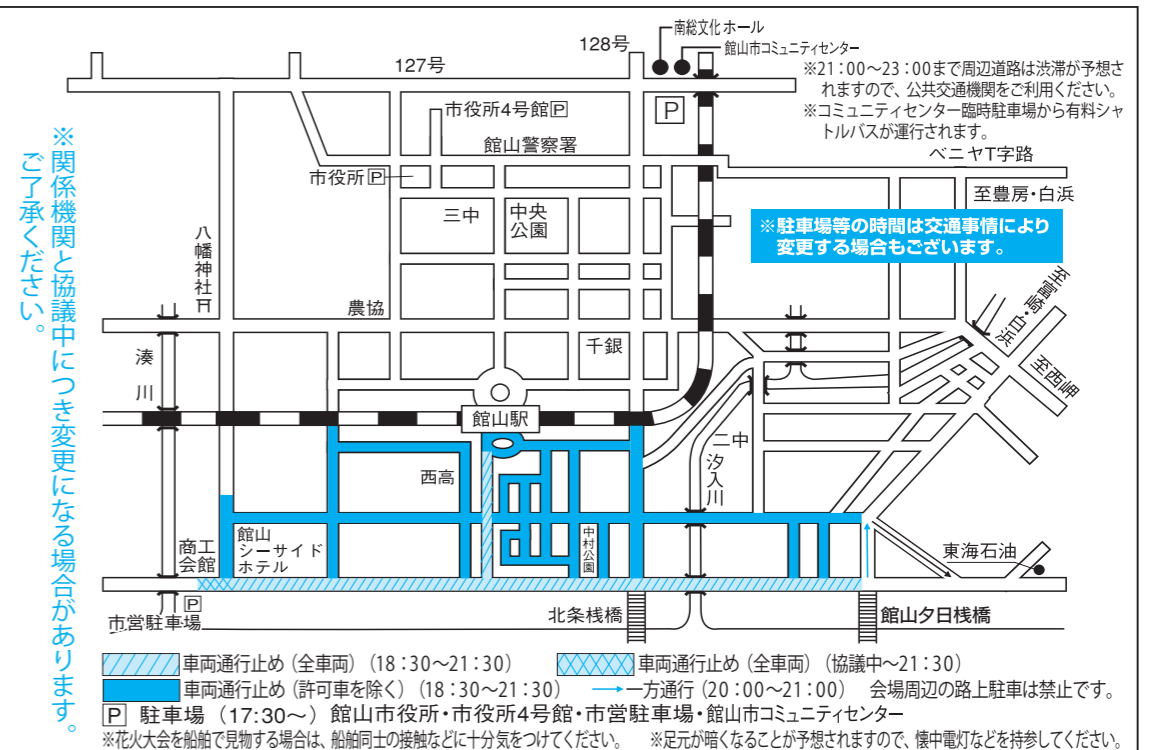 南総文化ホール
128号
館山市コミュニティセンター
127号
※21：00～23：00まで周辺道路は渋滞が予想さ
れますので、公共交通機関をご利用ください。
※コミュニティセンター臨時駐車場から有料シャ
トルバスが運行されます。
P
市役所4号館P
館山警察署
ベニヤT字路
市役所P
至豊房・白浜
三中
中央
公園
※駐車場等の時間は交通事情により
変更する場合もございます。
八幡神社
至富崎・白浜
農協
千銀
湊川
至西岬
館山駅
二中
汐入川
西高
商工
会館
館山
シーサイド
ホテル
中村公園
東海石油
P
市営駐車場
北条桟橋
館山夕日桟橋
※関係機関と協議中につき変更になる場合があります。
ご了承ください。
車両通行止め（全車両）（18：30～21：30）
車両通行止め（全車両）（協議中～21：30）
車両通行止め（許可車を除く）（18：30～21：30）
→一方通行（20：00～21：00）
会場周辺の路上駐車は禁止です。
P 駐車場（17:30～）館山市役所・市役所4号館・市営駐車場・館山市コミュニティセンター
※花火大会を船舶で見物する場合は、船舶同士の接触などに十分気をつけてください。
※足元が暗くなることが予想されますので、懐中電灯などを持参してください。